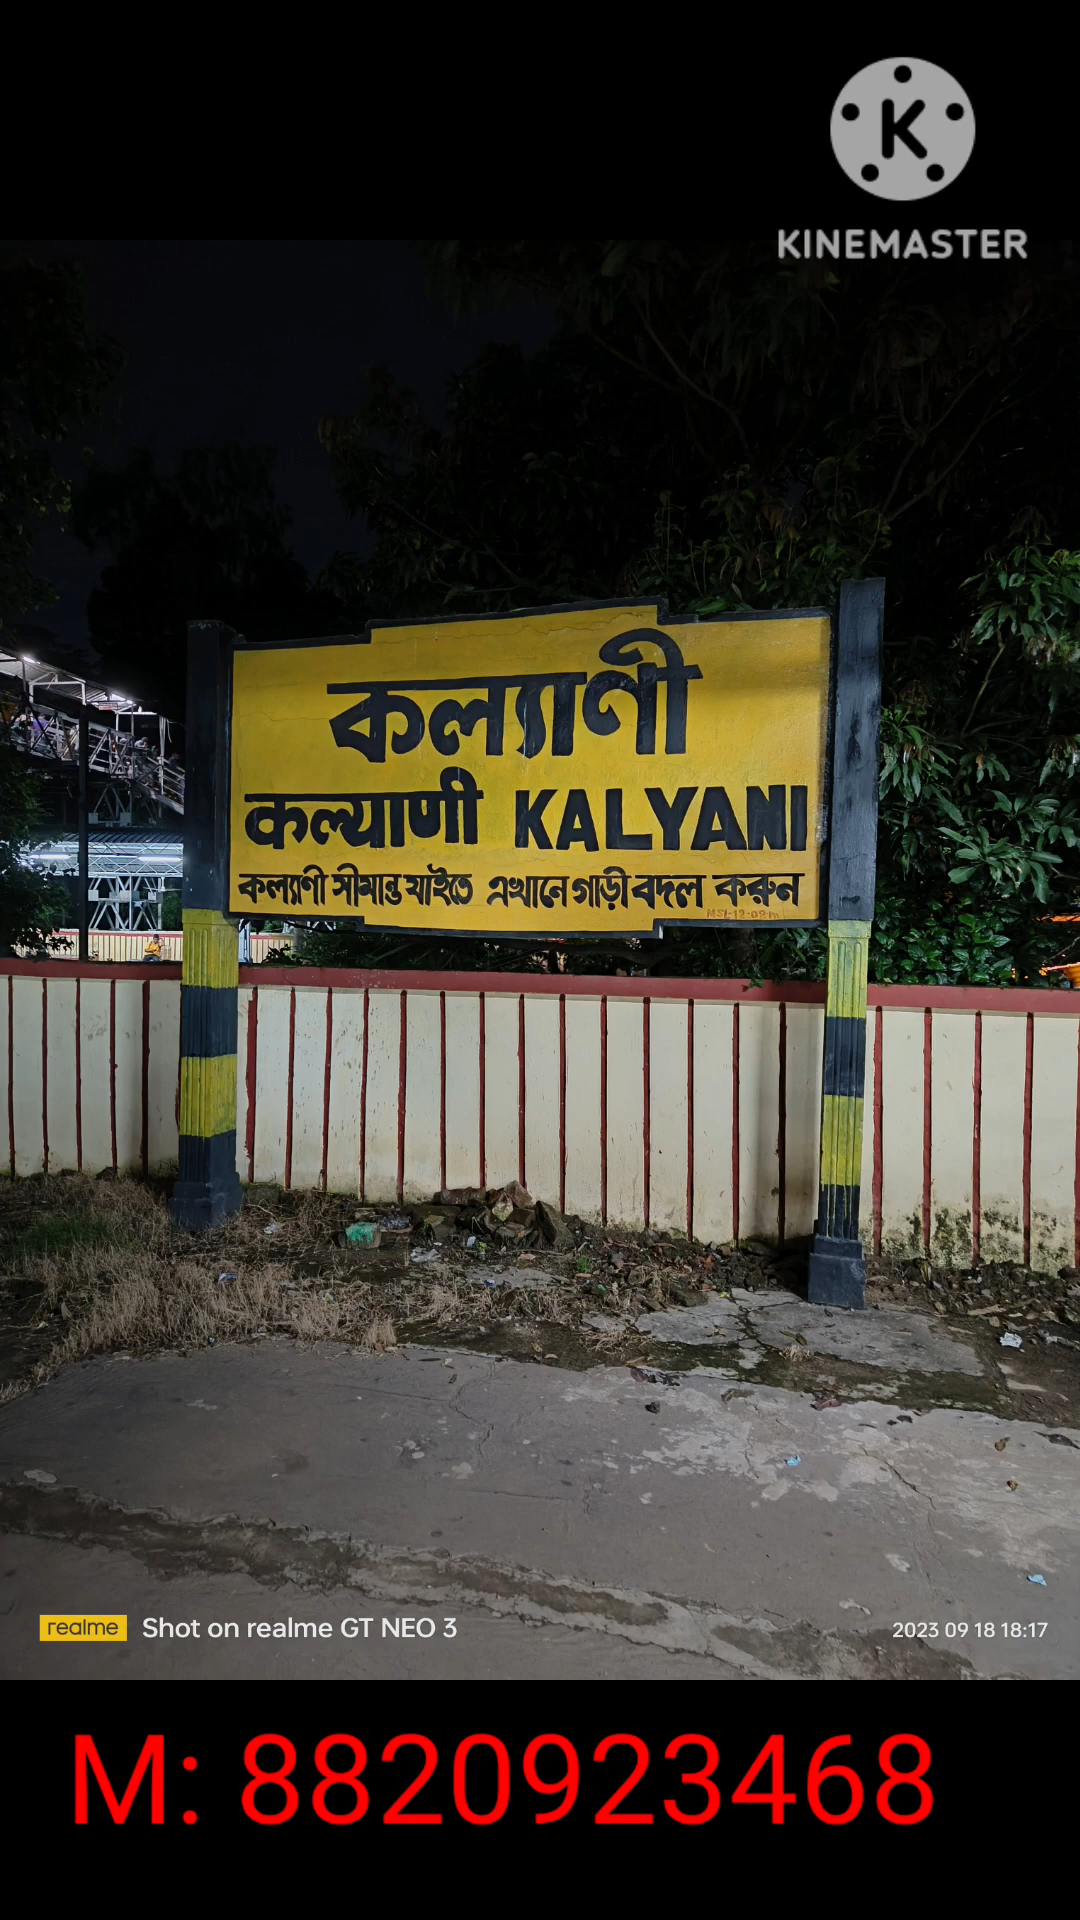 KINEMASTER
কল্যাণী
कल्याणी KALYANI
কল্যাণী সীমান্ত যাইতে এখানে গাড়ী বদল করুন
realme Shot on realme GT NEO 3
2023 09 18 18:17
M: 8820923468